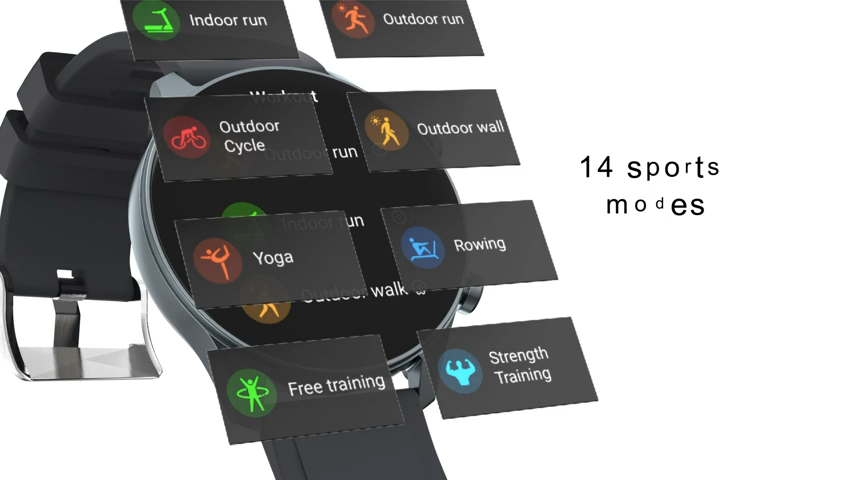 Indoor run
Outdoor run
Workout
Outdoor
Cycle
Outdoor wall
Outdoor run
Indoor run
Yoga
Rowing
Outdoor walk
Free training
Strength
Training
14 sports
modes